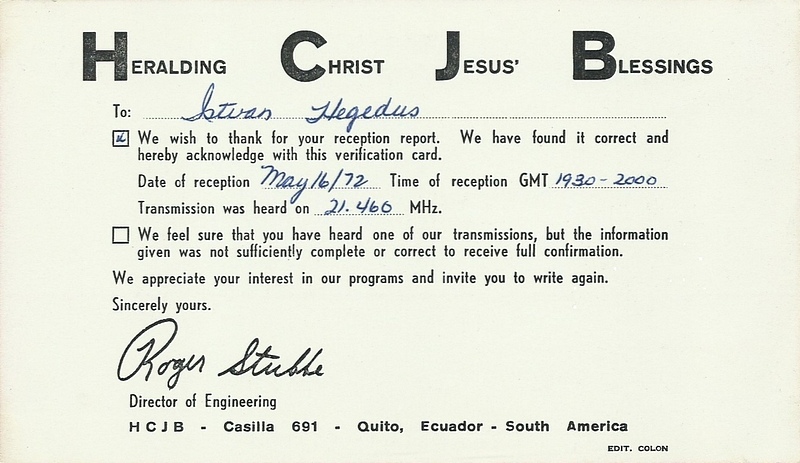 HERALDING CHRIST JESUS' BLESSINGS
To: Istvan Hegedus
We wish to thank for your reception report. We have found it correct and
hereby acknowledge with this verification card.
Date of reception May 16/72 Time of reception GMT 1930-2000
Transmission was heard on 21.460 MHz.
We feel sure that you have heard one of our transmissions, but the information
given was not sufficiently complete or correct to receive full confirmation.
We appreciate your interest in our programs and invite you to write again.
Sincerely yours.
Roger Stubbe
Director of Engineering
HCJB - Casilla 691 - Quito, Ecuador - South America
EDIT. COLON